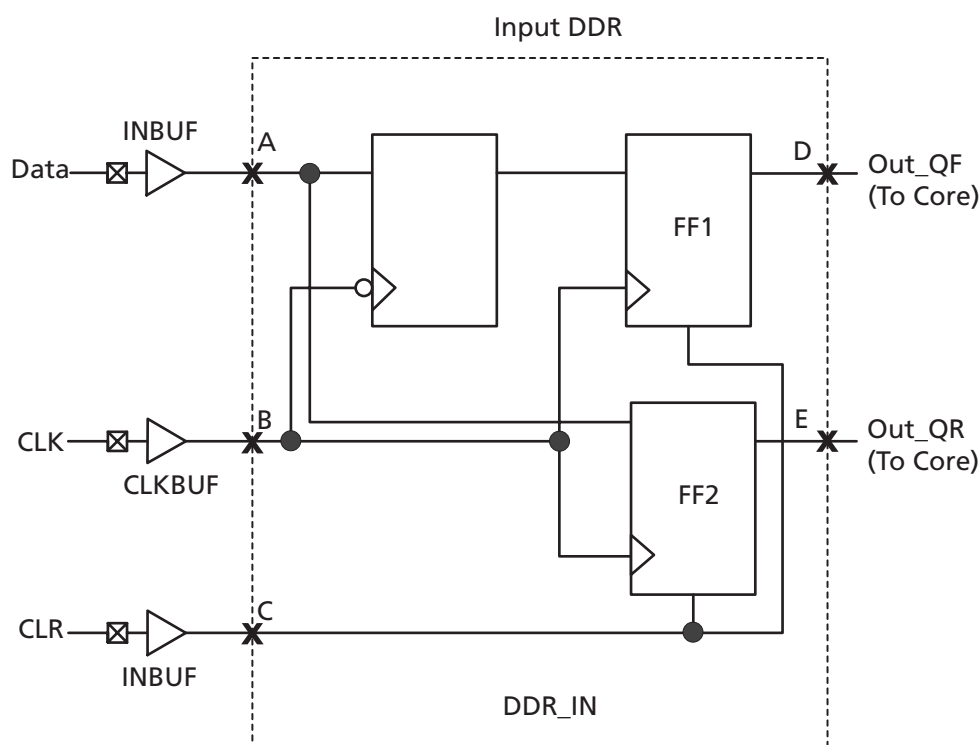 Input DDR
INBUF
Data
A
D
Out_QF
(To Core)
FF1
CLK
CLKBUF
B
E
Out_QR
(To Core)
FF2
CLR
INBUF
C
DDR_IN